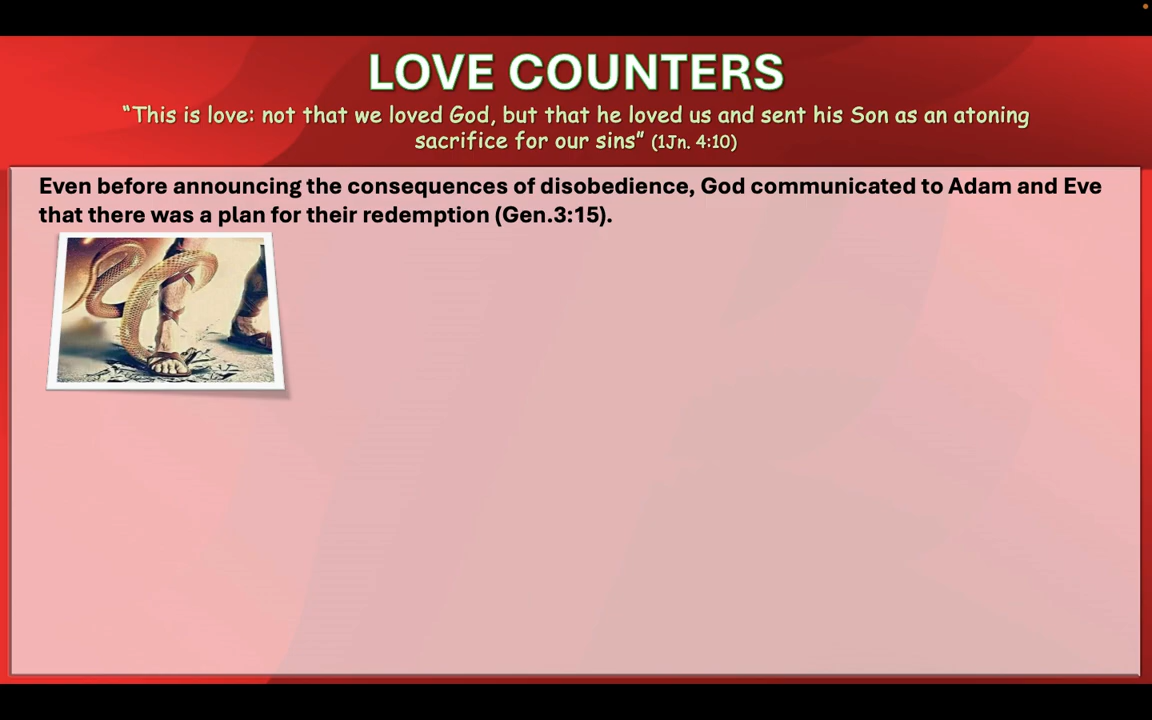 LOVE COUNTERS
“This is love: not that we loved God, but that he loved us and sent his Son as an atoning
sacrifice for our sins” (1Jn. 4:10)
Even before announcing the consequences of disobedience, God communicated to Adam and Eve
that there was a plan for their redemption (Gen.3:15).